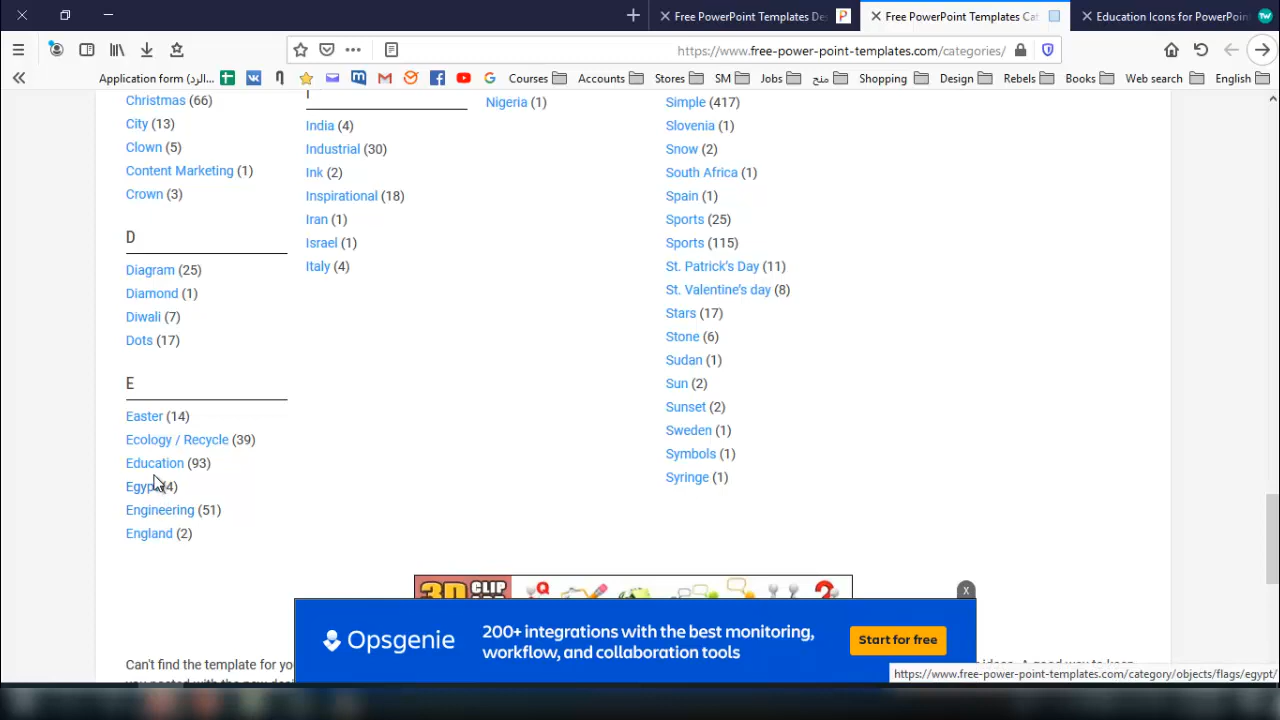 Free PowerPoint Templates De
Free PowerPoint Templates Cat
Education Icons for PowerPoint
https://www.free-power-point-templates.com/categories/
Application form (الرد)...
Courses
Accounts
Stores
SM
Jobs
منح
Shopping
Design
Rebels
Books
Web search
English
Christmas (66)
City (13)
Clown (5)
Content Marketing (1)
Crown (3)
D
Diagram (25)
Diamond (1)
Diwali (7)
Dots (17)
E
Easter (14)
Ecology / Recycle (39)
Education (93)
Egypt (4)
Engineering (51)
England (2)
I
India (4)
Industrial (30)
Ink (2)
Inspirational (18)
Iran (1)
Israel (1)
Italy (4)
Nigeria (1)
Simple (417)
Slovenia (1)
Snow (2)
South Africa (1)
Spain (1)
Sports (25)
Sports (115)
St. Patrick's Day (11)
St. Valentine's day (8)
Stars (17)
Stone (6)
Sudan (1)
Sun (2)
Sunset (2)
Sweden (1)
Symbols (1)
Syringe (1)
3D CLIP
X
Opsgenie
200+ integrations with the best monitoring,
workflow, and collaboration tools
Start for free
Can't find the template for yo
https://www.free-power-point-templates.com/category/objects/flags/egypt/